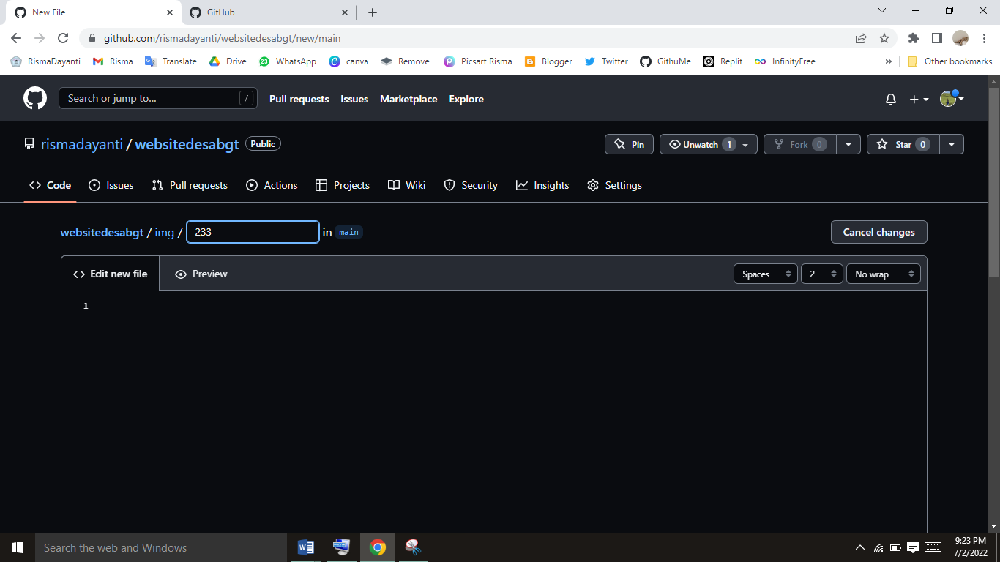 New File
GitHub
github.com/rismadayanti/websitedesabgt/new/main
RismaDayanti Risma Translate Drive 23 WhatsApp canva Remove Picsart Risma Blogger Twitter GithuMe Replit InfinityFree » Other bookmarks
Search or jump to... / Pull requests Issues Marketplace Explore
rismadayanti / websitedesabgt Public Pin Unwatch 1 Fork 0 Star 0
Code Issues Pull requests Actions Projects Wiki Security Insights Settings
websitedesabgt / img / 233 in main Cancel changes
Edit new file Preview Spaces 2 No wrap
1
Search the web and Windows
9:23 PM
7/2/2022